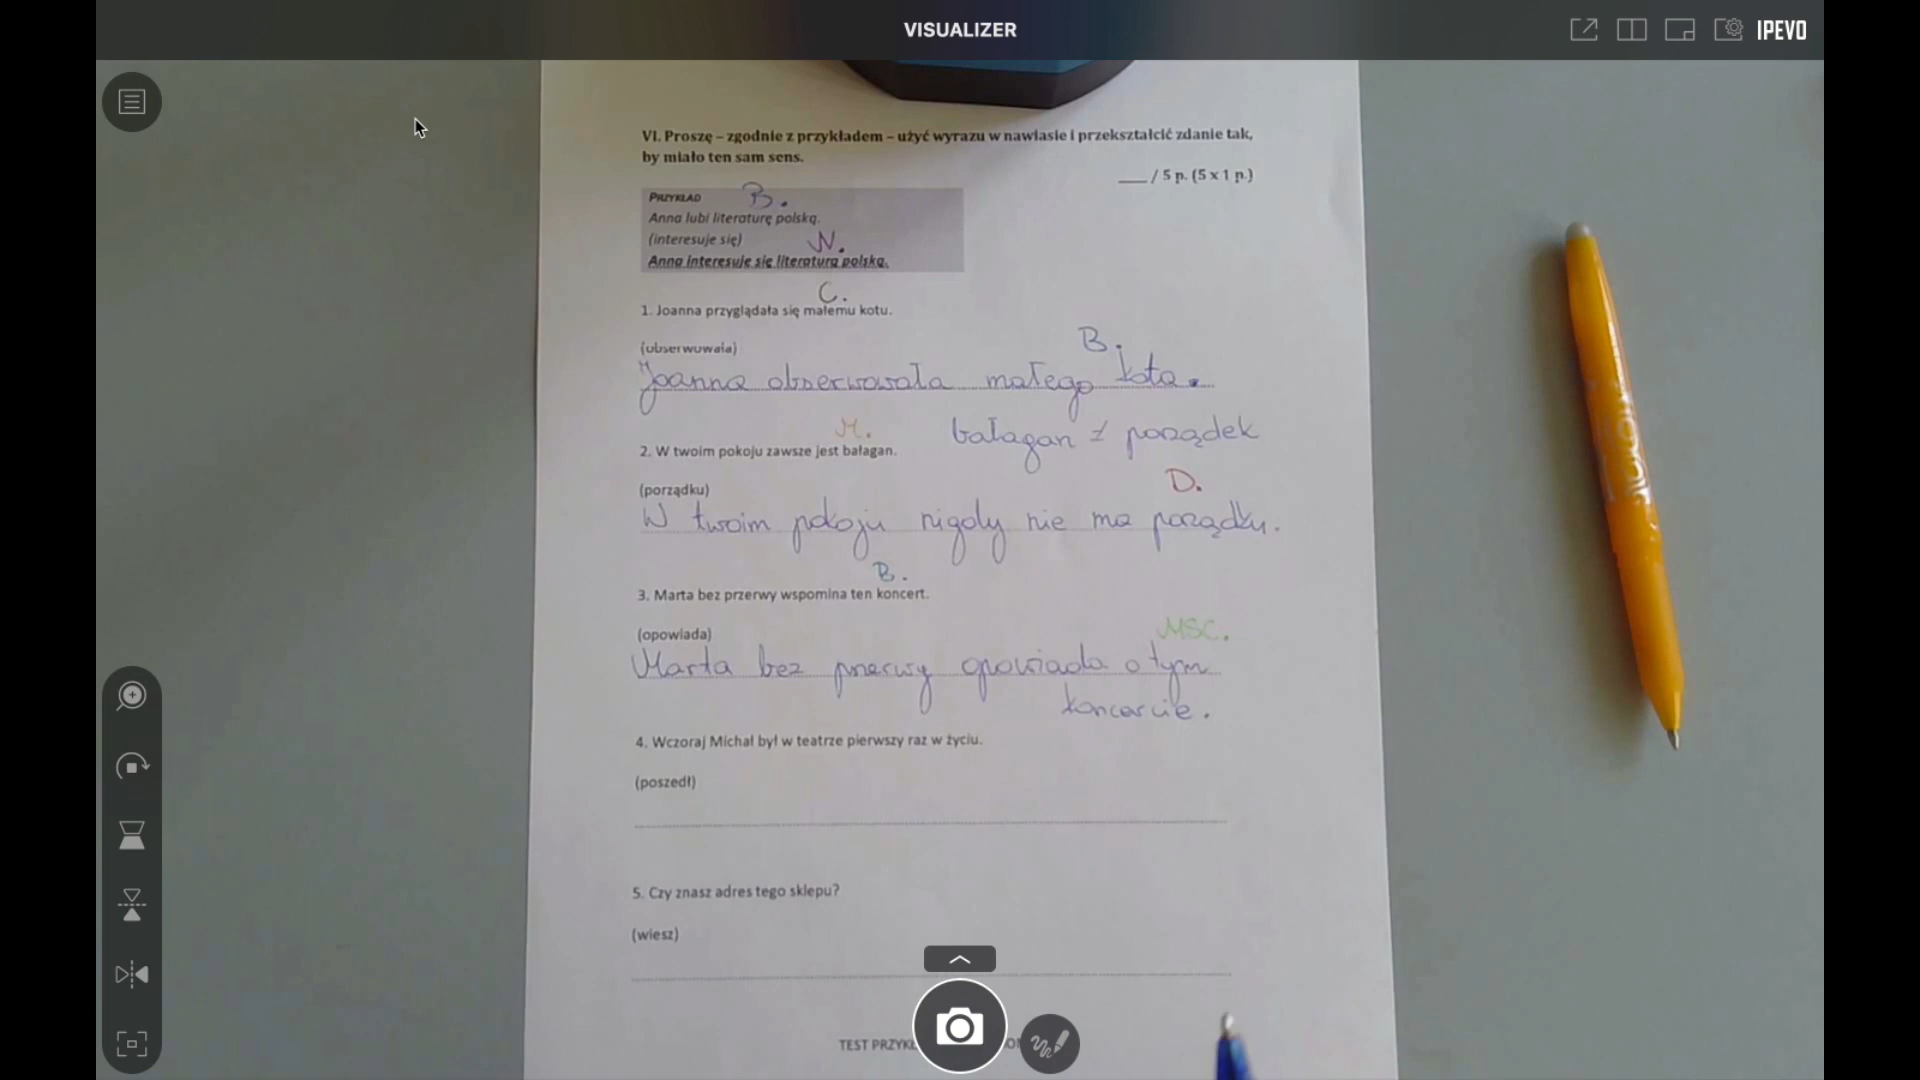 VISUALIZER
IPEVO
VI. Proszę – zgodnie z przykładem – użyć wyrazu w nawiasie i przekształcić zdanie tak,
by miało ten sam sens.
___ / 5 p. (5 x 1 p.)
PRZYKŁAD
B.
Anna lubi literaturę polską.
(interesuje się)
N.
Anna interesuje się literaturą polską.
C.
1. Joanna przyglądała się małemu kotu.
(obserwowała)
B.
Joanna obserwowała małego kota.
M.
bałagan ≠ porządek
2. W twoim pokoju zawsze jest bałagan.
(porządku)
D.
W twoim pokoju nigdy nie ma porządku.
B.
3. Marta bez przerwy wspomina ten koncert.
(opowiada)
MSC.
Marta bez przerwy opowiada o tym
koncercie.
4. Wczoraj Michał był w teatrze pierwszy raz w życiu.
(poszedł)
5. Czy znasz adres tego sklepu?
(wiesz)
TEST